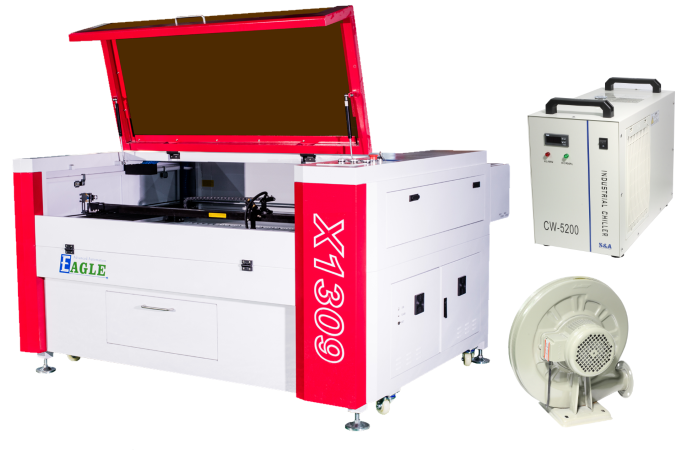 EAGLE
X1309
INDUSTRIAL CHILLER
CW-5200
S&A